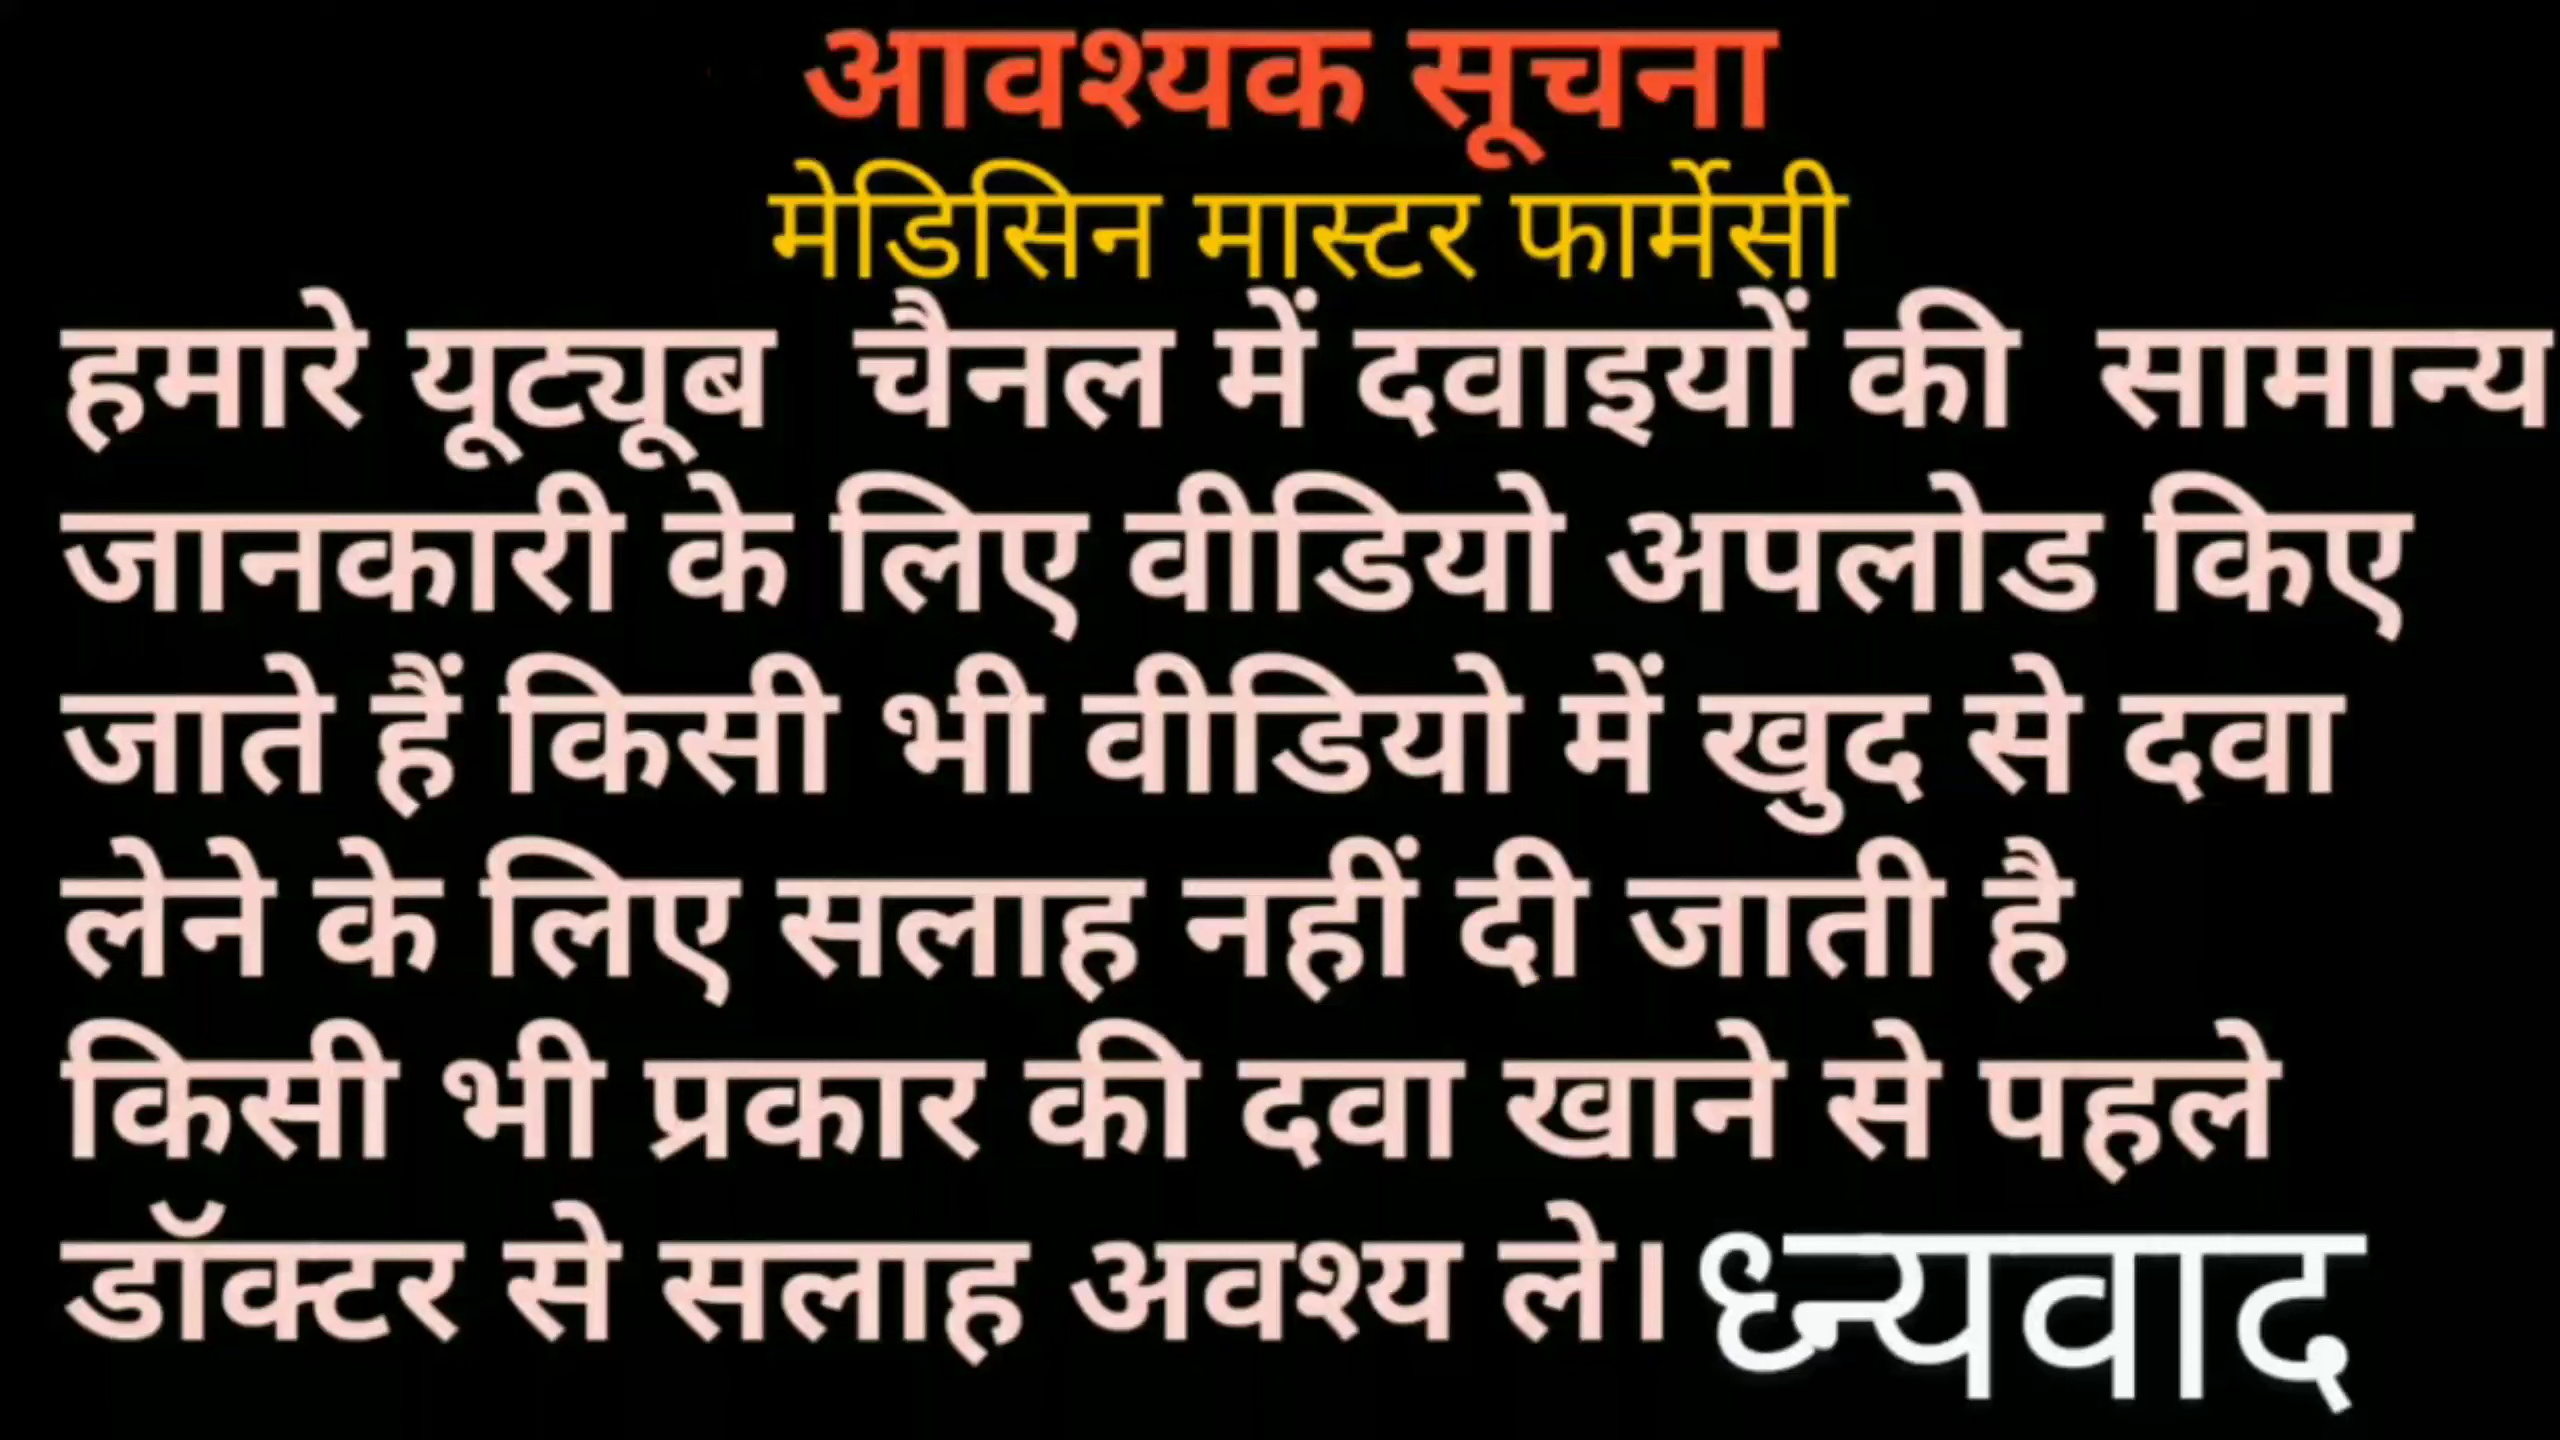 आवश्यक सूचना
मेडिसिन मास्टर फार्मेसी
हमारे यूट्यूब चैनल में दवाइयों की सामान्य
जानकारी के लिए वीडियो अपलोड किए
जाते हैं किसी भी वीडियो में खुद से दवा
लेने के लिए सलाह नहीं दी जाती है
किसी भी प्रकार की दवा खाने से पहले
डॉक्टर से सलाह अवश्य ले। ध्न्यवाद